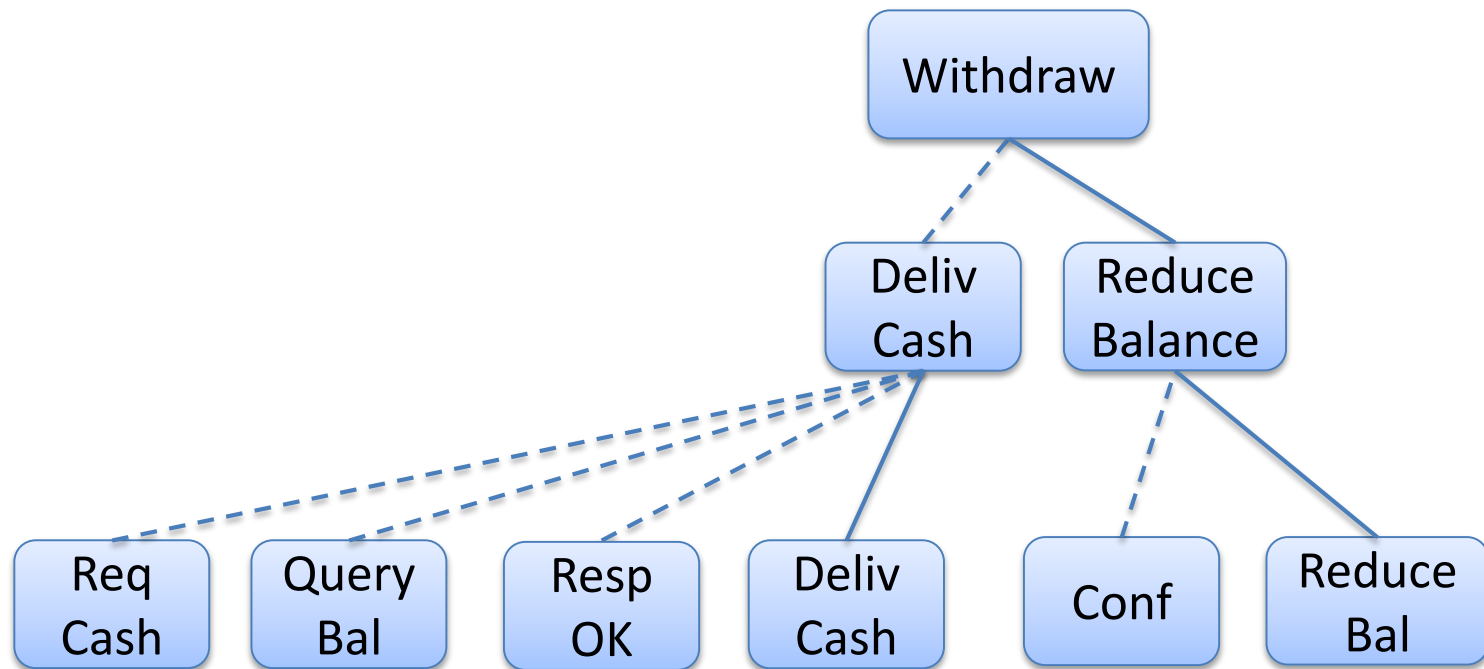 Withdraw
Deliv
Cash
Reduce
Balance
Req
Cash
Query
Bal
Resp
OK
Deliv
Cash
Conf
Reduce
Bal